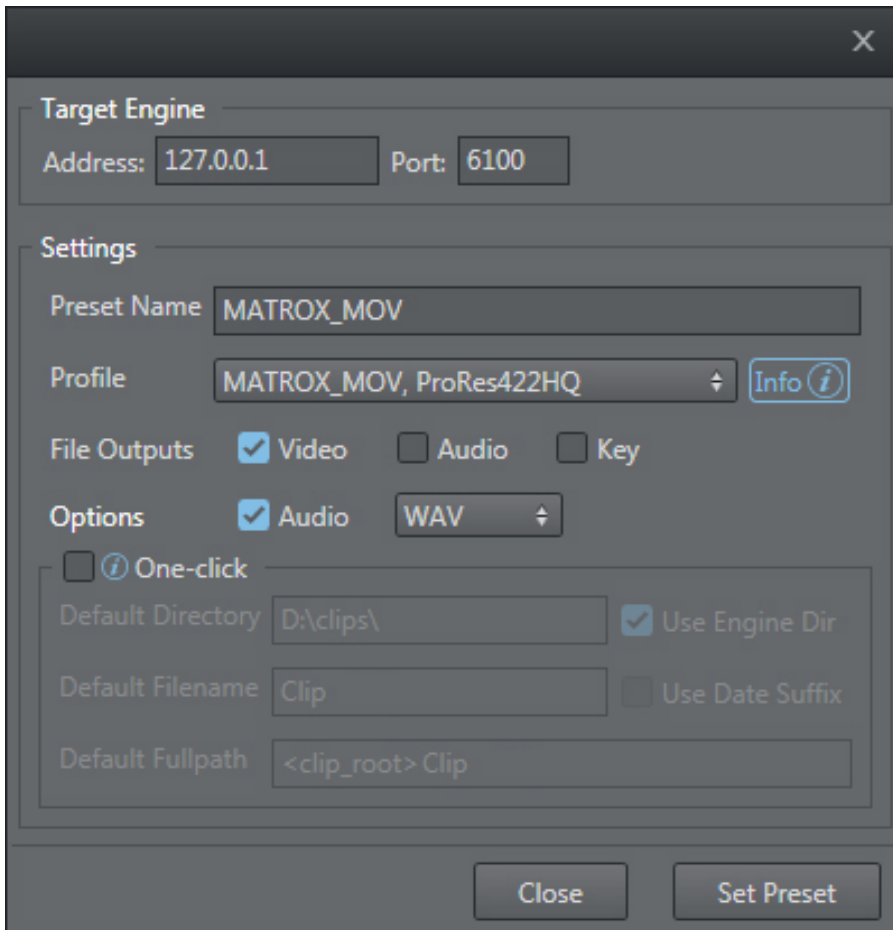 X
Target Engine
Address: 127.0.0.1 Port: 6100
Settings
Preset Name MATROX_MOV
Profile MATROX_MOV, ProRes422HQ Info i
File Outputs Video Audio Key
Options Audio WAV
i One-click
Default Directory D:\clips\ Use Engine Dir
Default Filename Clip Use Date Suffix
Default Fullpath <clip_root>Clip
Close Set Preset